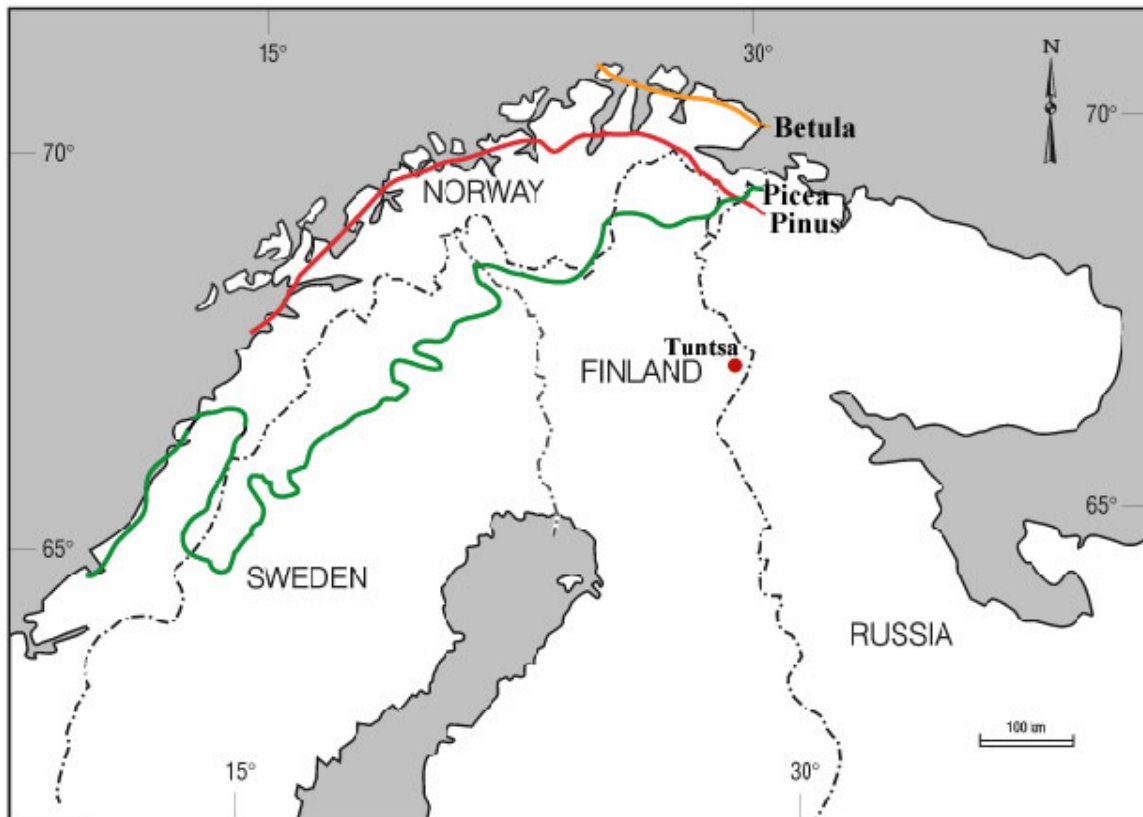 15°
30°
N
70°
Betula
70°
NORWAY
Picea
Pinus
Tuntsa
FINLAND
65°
65°
SWEDEN
RUSSIA
100 km
15°
30°